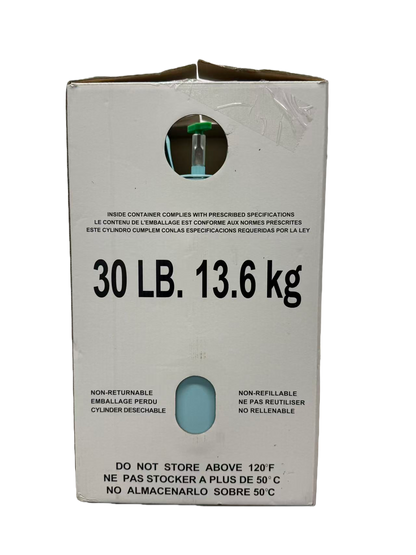 INSIDE CONTAINER COMPLIES WITH PRESCRIBED SPECIFICATIONS
LE CONTENU DE L'EMBALLAGE EST CONFORME AUX NORMES PRESCRITES
ESTE CYLINDRO CUMPLEM CONLAS ESPECIFICACIONS REQUERIDAS POR LA LEY
30 LB. 13.6 kg
NON-RETURNABLE
EMBALLAGE PERDU
CYLINDER DESECHABLE
NON-REFILLABLE
NE PAS REUTILISER
NO RELLENABLE
DO NOT STORE ABOVE 120°F
NE PAS STOCKER A PLUS DE 50°C
NO ALMACENARLO SOBRE 50°C